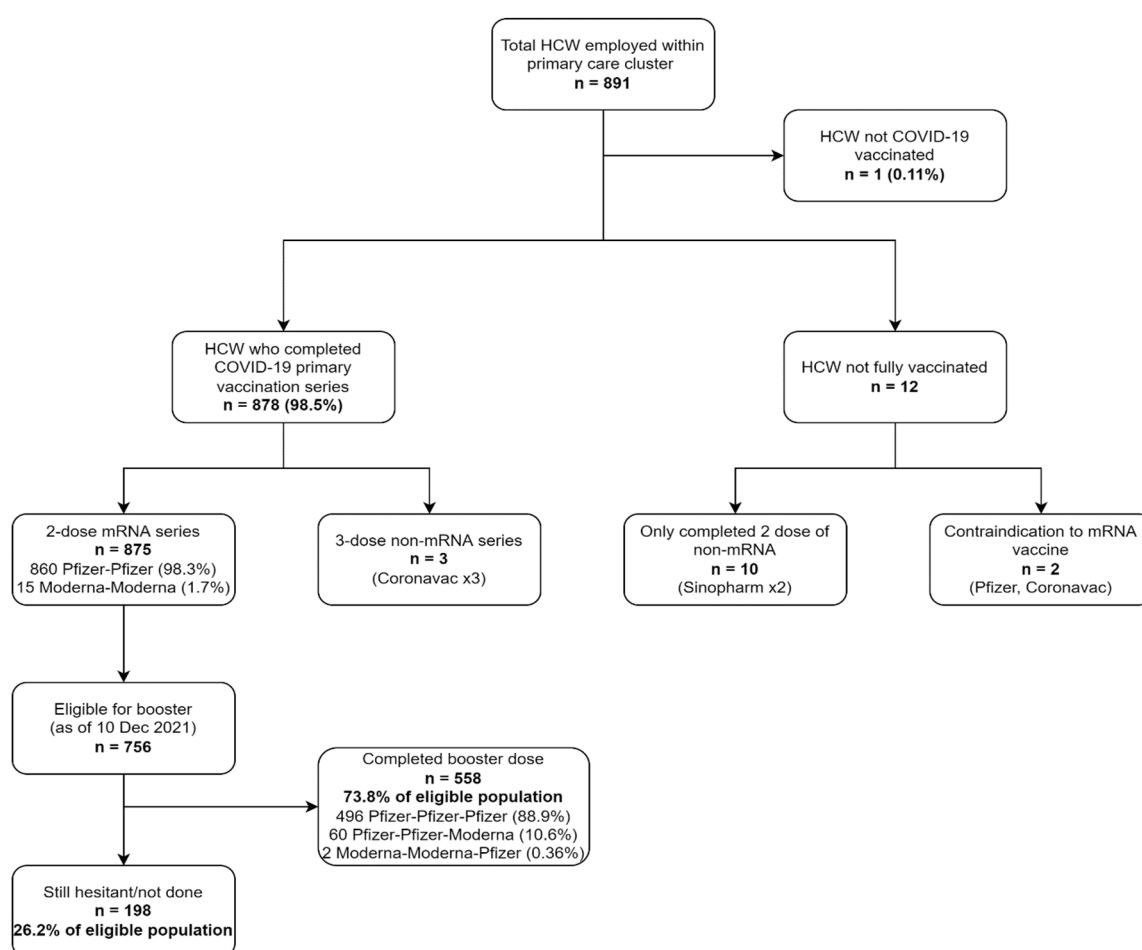 Total HCW employed within
primary care cluster
n = 891
HCW not COVID-19
vaccinated
n = 1 (0.11%)
HCW who completed
COVID-19 primary
vaccination series
n = 878 (98.5%)
HCW not fully vaccinated
n = 12
2-dose mRNA series
n = 875
860 Pfizer-Pfizer (98.3%)
15 Moderna-Moderna (1.7%)
3-dose non-mRNA series
n = 3
(Coronavac x3)
Only completed 2 dose of
non-mRNA
n = 10
(Sinopharm x2)
Contraindication to mRNA
vaccine
n = 2
(Pfizer, Coronavac)
Eligible for booster
(as of 10 Dec 2021)
n = 756
Completed booster dose
n = 558
73.8% of eligible population
496 Pfizer-Pfizer-Pfizer (88.9%)
60 Pfizer-Pfizer-Moderna (10.6%)
2 Moderna-Moderna-Pfizer (0.36%)
Still hesitant/not done
n = 198
26.2% of eligible population